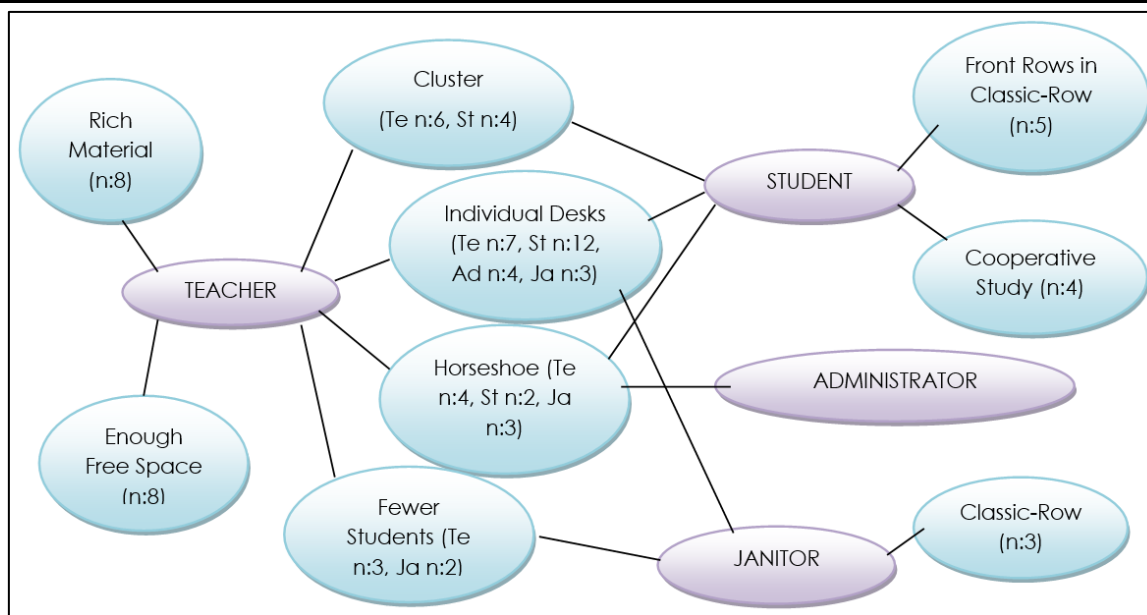 Rich
Material
(n:8)
Cluster
(Te n:6, St n:4)
Front Rows in
Classic-Row
(n:5)
STUDENT
Individual Desks
(Te n:7, St n:12,
Ad n:4, Ja n:3)
Cooperative
Study (n:4)
TEACHER
Horseshoe (Te
n:4, St n:2, Ja
n:3)
ADMINISTRATOR
Enough
Free Space
(n:8)
Fewer
Students (Te
n:3, Ja n:2)
JANITOR
Classic-Row
(n:3)